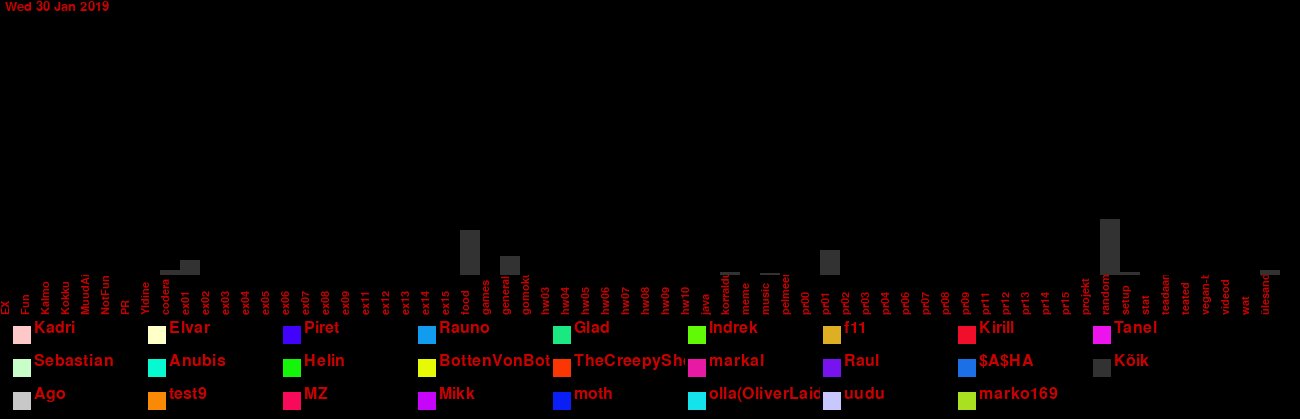 Wed 30 Jan 2019
EX Fun Kalmo Kokku MuudAi NotFun PR Yldine codera ex01 ex02 ex03 ex04 ex05 ex06 ex07 ex08 ex09 ex11 ex12 ex13 ex14 ex15 food games general gomoku hw03 hw04 hw05 hw06 hw07 hw08 hw09 hw10 java korraldu meme music pelmeer pr00 pr01 pr02 pr03 pr04 pr06 pr07 pr08 pr09 pr11 pr12 pr13 pr14 pr15 projekt random setup stat teadaan teated vegan-t videod wat ülesand
Kadri Elvar Piret Rauno Glad Indrek f11 Kirill Tanel
Sebastian Anubis Helin BottenVonBot TheCreepySh markal Raul $A$HA Kõik
Ago test9 MZ Mikk moth olla(OliverLaid uudu marko169